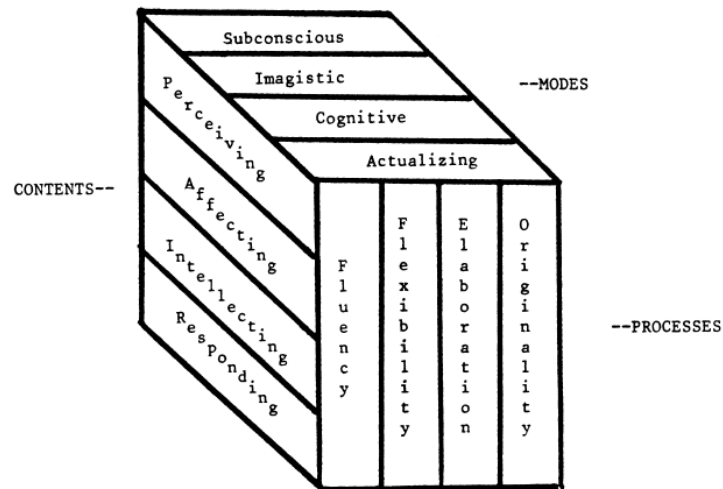 Subconscious
Imagistic
--MODES
Cognitive
Actualizing
Perceiving
CONTENTS--
Affecting
Intellecting
Responding
Fluency
Flexibility
Elaboration
Originality
--PROCESSES